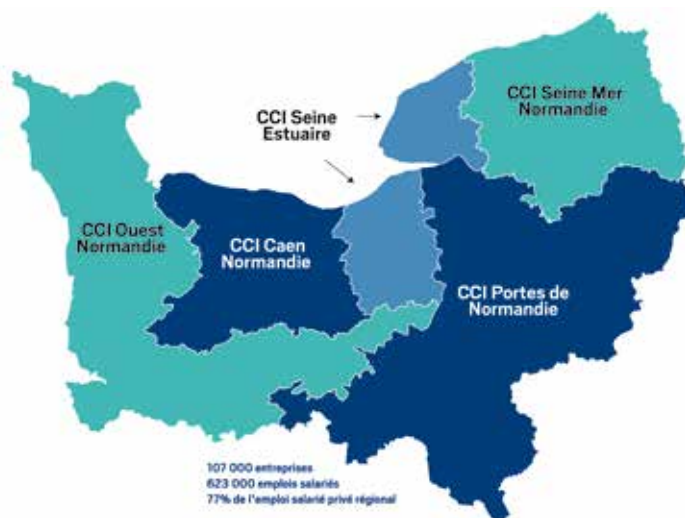 CCI Seine Mer
Normandie
CCI Seine
Estuaire
CCI Ouest
Normandie
CCI Caen
Normandie
CCI Portes de
Normandie
107 000 entreprises
623 000 emplois salariés
77% de l'emploi salarié privé régional